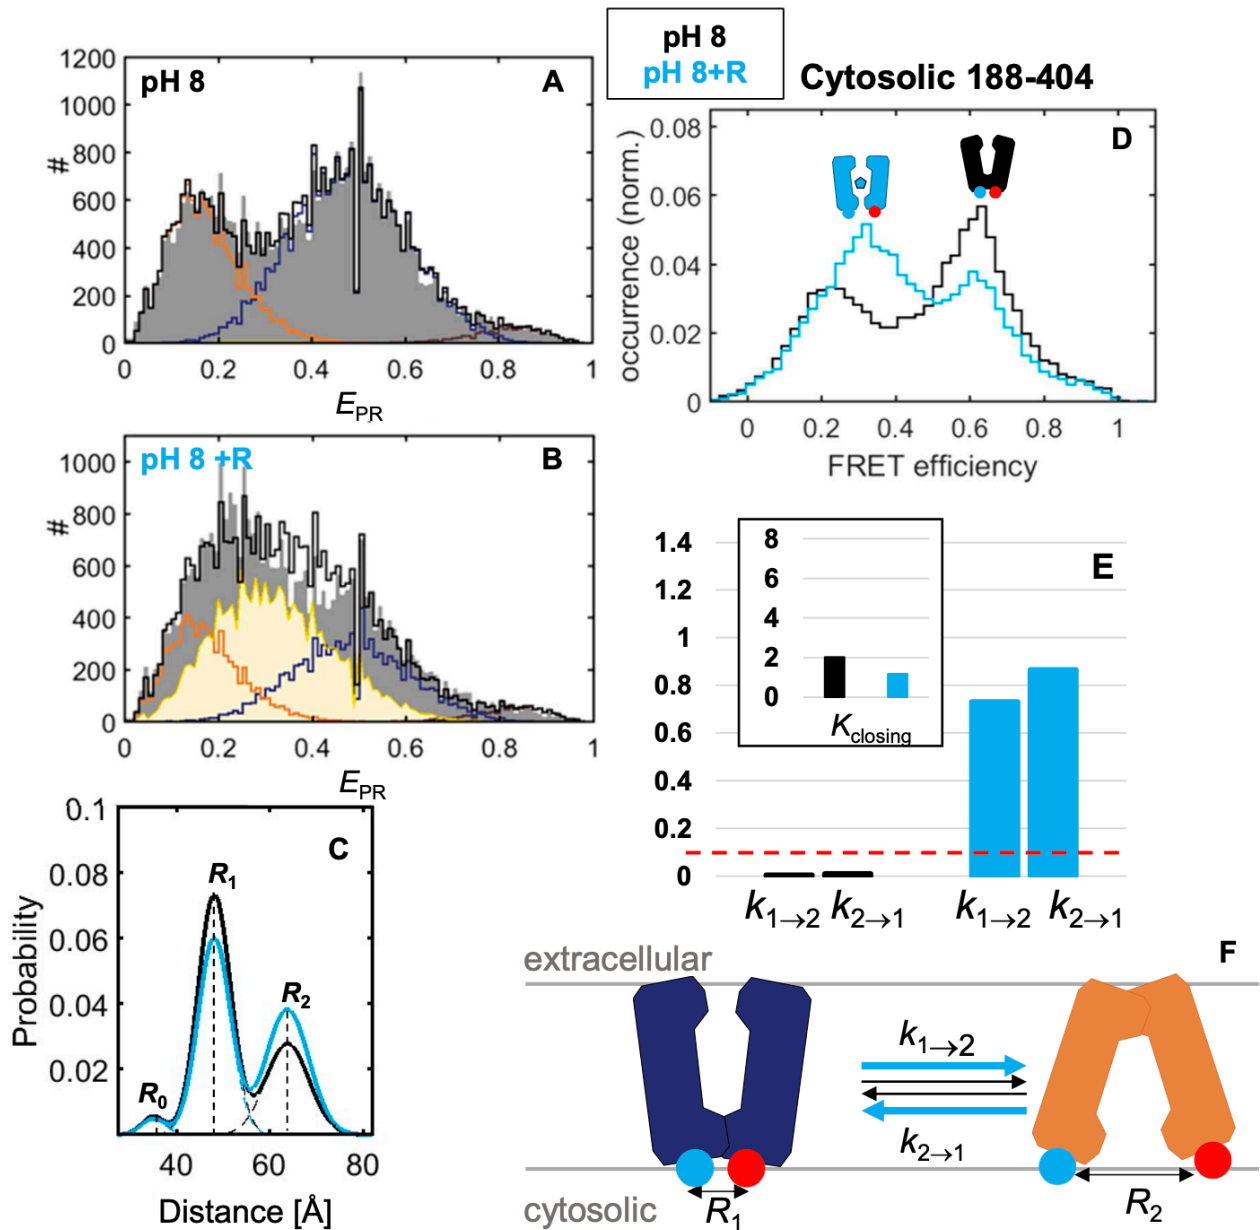 pH 8
pH 8+R
Cytosolic 188-404
1200
1000
800
600
400
200
0
#
pH 8
A
0 0.2 0.4 0.6 0.8 1
E_PR
1000
800
600
400
200
0
#
pH 8 +R
B
0 0.2 0.4 0.6 0.8 1
E_PR
0.1
0.08
0.06
0.04
0.02
Probability
C
R₀
R₁
R₂
40 60 80
Distance [Å]
0.08
0.06
0.04
0.02
0
occurrence (norm.)
D
0 0.2 0.4 0.6 0.8 1
FRET efficiency
1.4
1.2
1
0.8
0.6
0.4
0.2
0
E
8
6
4
2
0
K_closing
k₁→₂ k₂→₁ k₁→₂ k₂→₁
extracellular
F
k₁→₂
k₂→₁
R₁
R₂
cytosolic